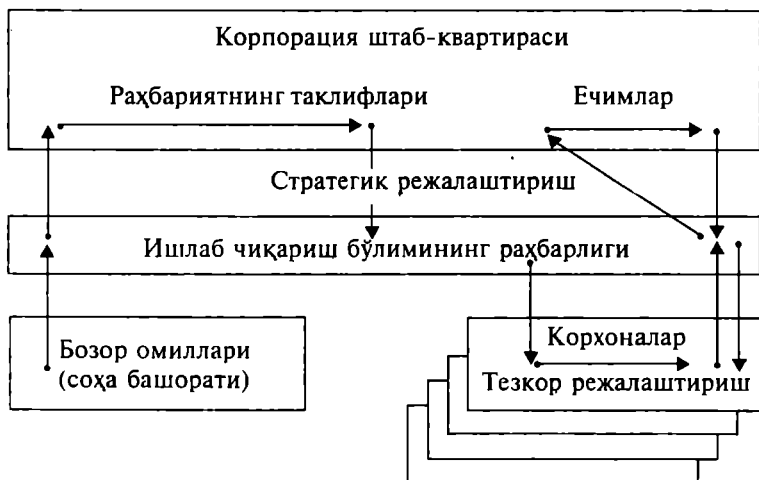 Корпорация штаб-квартираси
Раҳбариятнинг таклифлари
Ечимлар
Стратегик режалаштириш
Ишлаб чиқариш бўлимининг раҳбарлиги
Бозор омиллари
(соҳа башорати)
Корхоналар
Тезкор режалаштириш